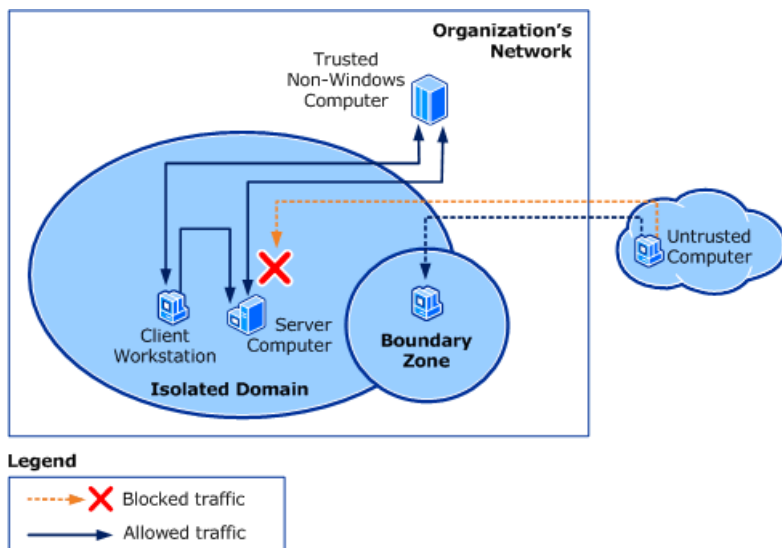 Organization's
Network
Trusted
Non-Windows
Computer
Untrusted
Computer
Client
Workstation
Server
Computer
Boundary
Zone
Isolated Domain
Legend
Blocked traffic
Allowed traffic